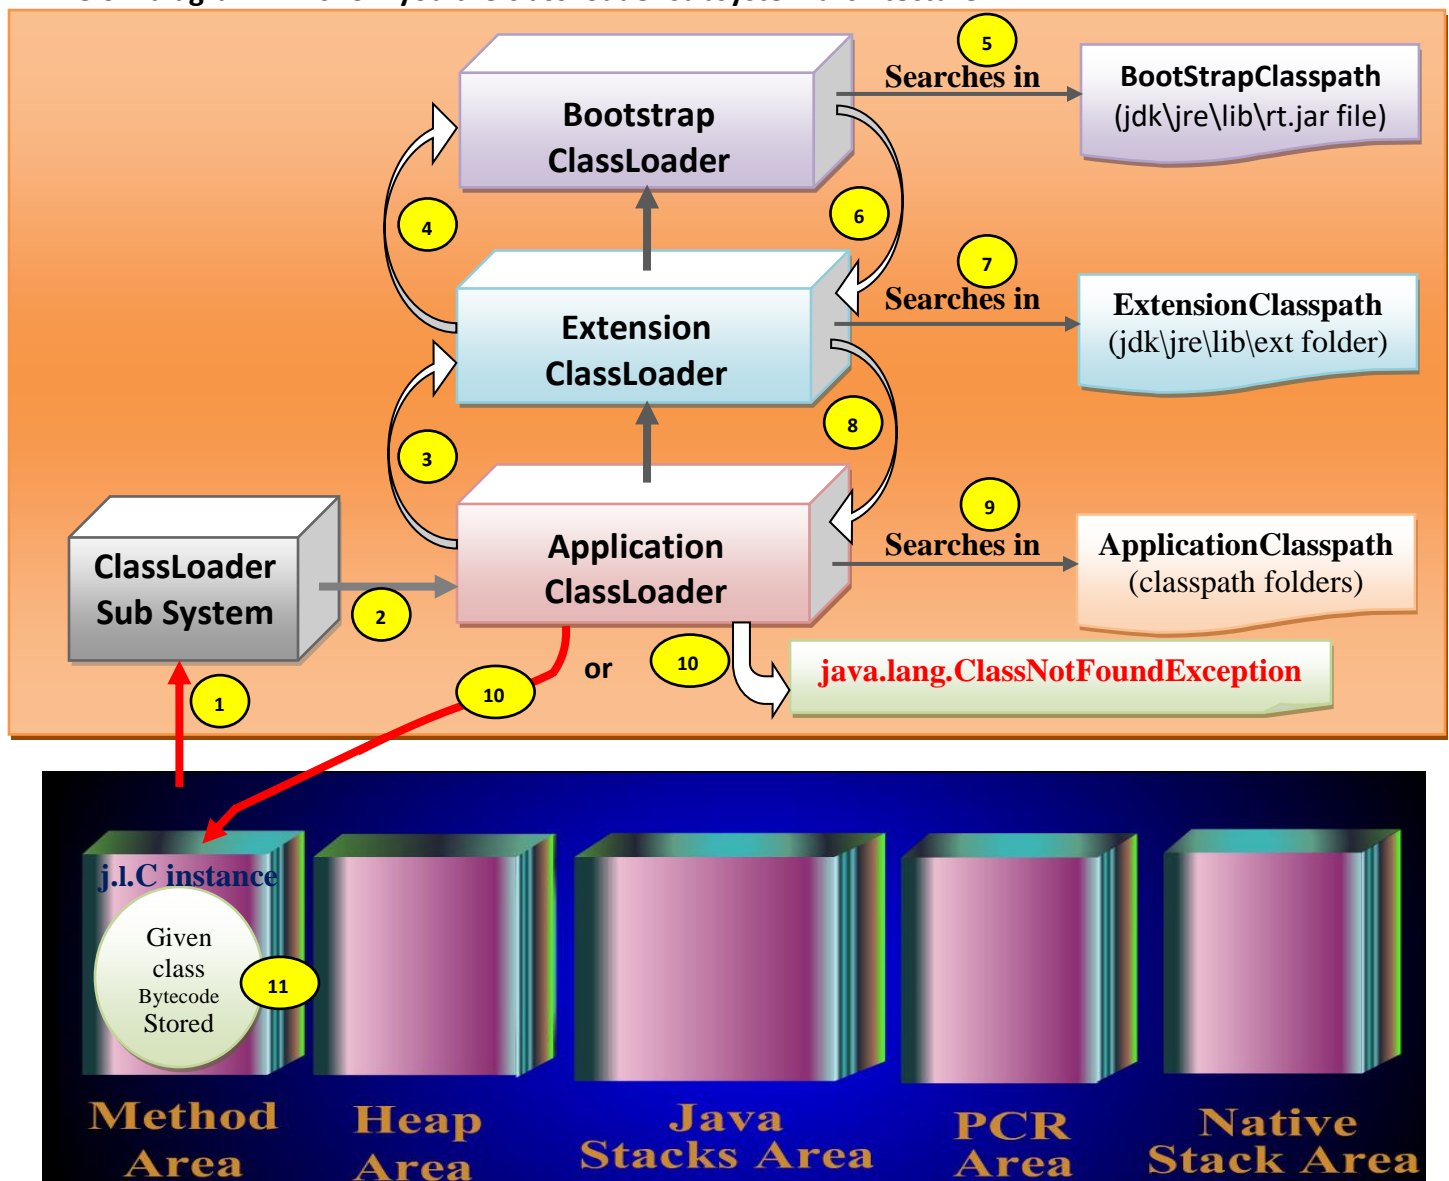 BootStrapClasspath
(jdk\jre\lib\rt.jar file)
5
Searches in
Bootstrap
ClassLoader
4
6
7
Searches in
ExtensionClasspath
(jdk\jre\lib\ext folder)
Extension
ClassLoader
3
8
9
Searches in
ApplicationClasspath
(classpath folders)
Application
ClassLoader
ClassLoader
Sub System
2
1
10
or
10
java.lang.ClassNotFoundException
j.l.C instance
Given
class
Bytecode
Stored
11
Method
Area
Heap
Area
Java
Stacks Area
PCR
Area
Native
Stack Area